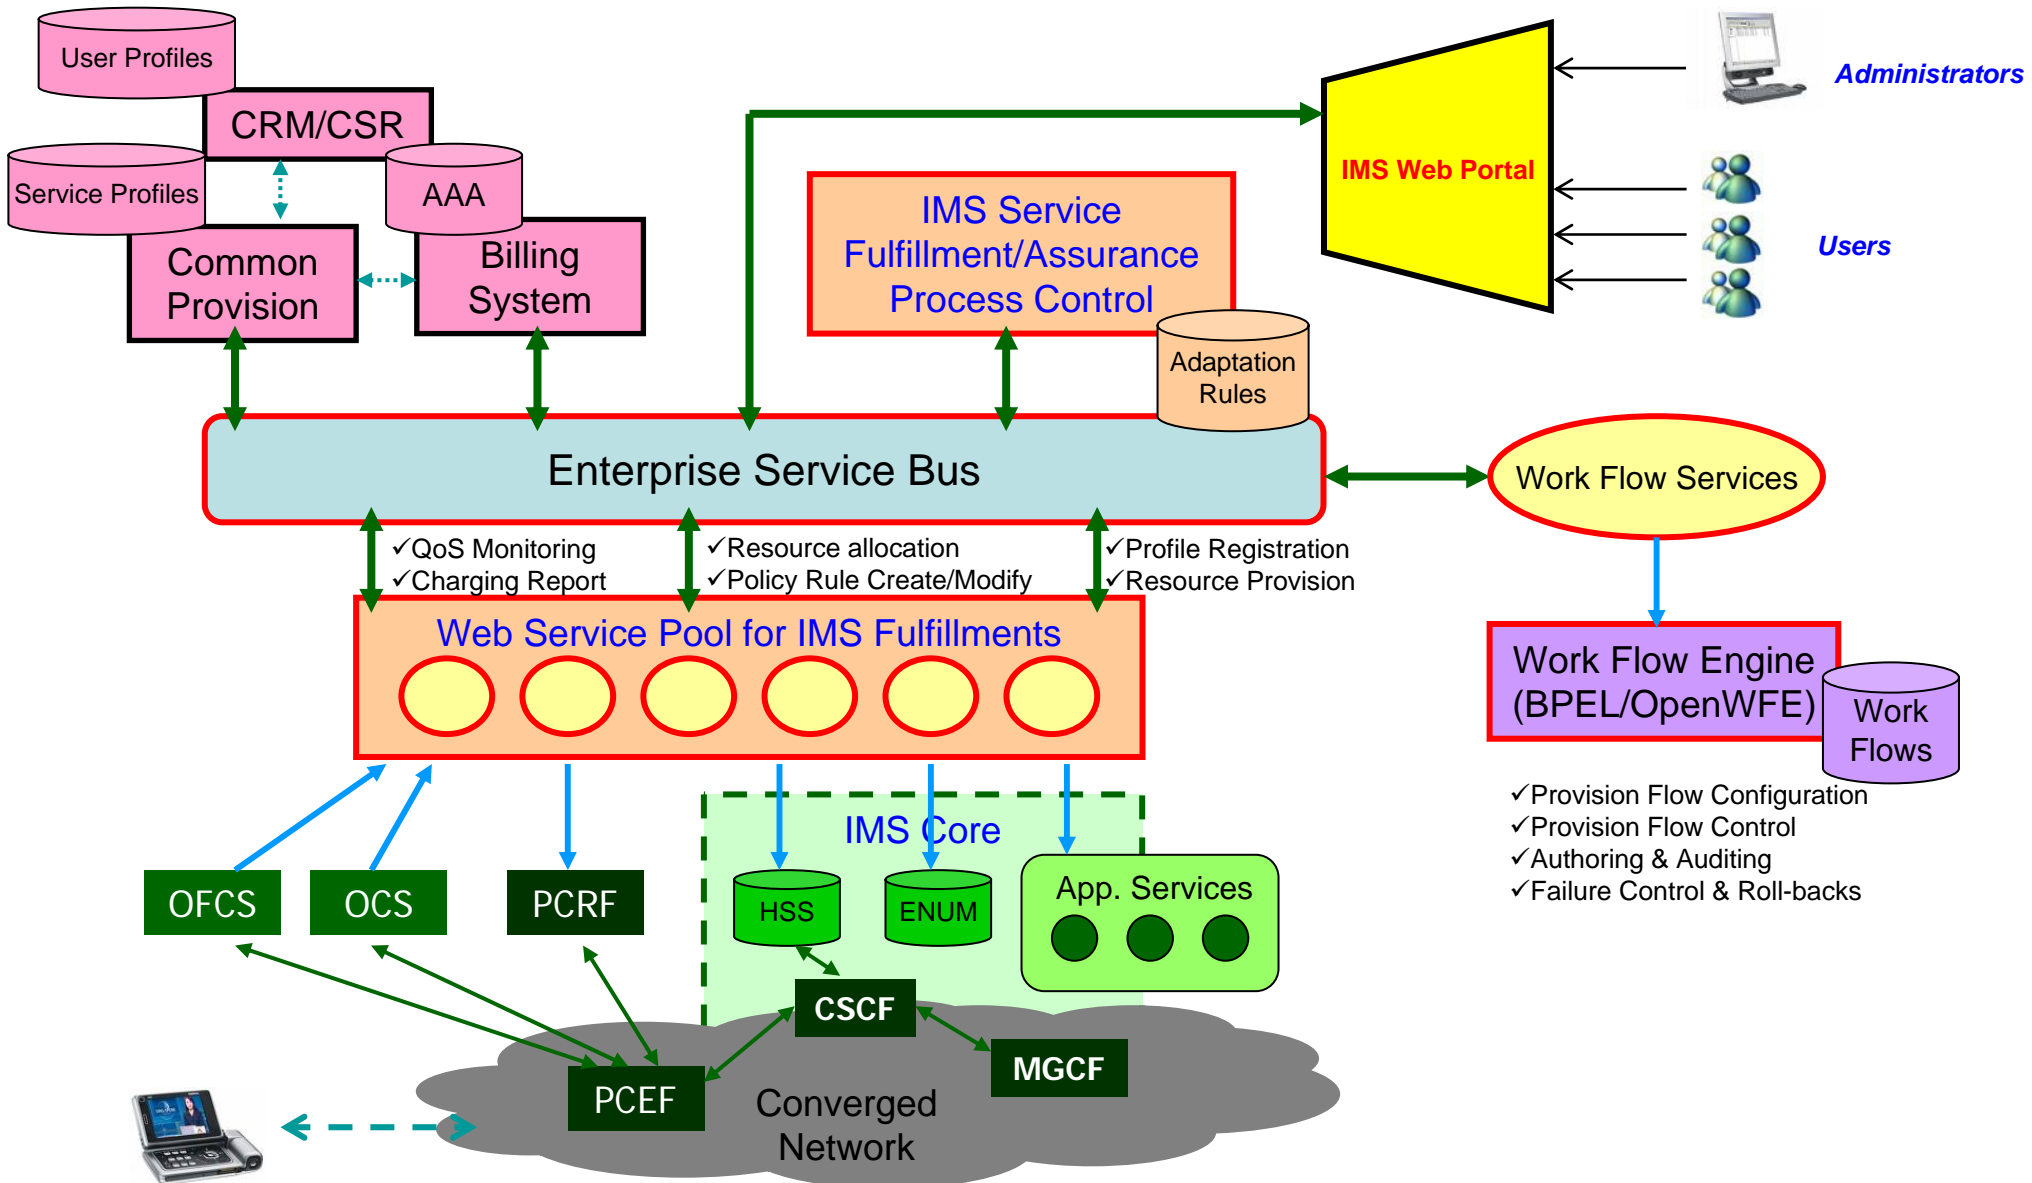 User Profiles
CRM/CSR
Service Profiles
AAA
Common
Provision
Billing
System
IMS Service
Fulfillment/Assurance
Process Control
Adaptation
Rules
IMS Web Portal
Administrators
Users
Enterprise Service Bus
Work Flow Services
✓QoS Monitoring
✓Charging Report
✓Resource allocation
✓Policy Rule Create/Modify
✓Profile Registration
✓Resource Provision
Web Service Pool for IMS Fulfillments
Work Flow Engine
(BPEL/OpenWFE)
Work
Flows
✓Provision Flow Configuration
✓Provision Flow Control
✓Authoring & Auditing
✓Failure Control & Roll-backs
IMS Core
OFCS
OCS
PCRF
HSS
ENUM
App. Services
CSCF
MGCF
PCEF
Converged
Network